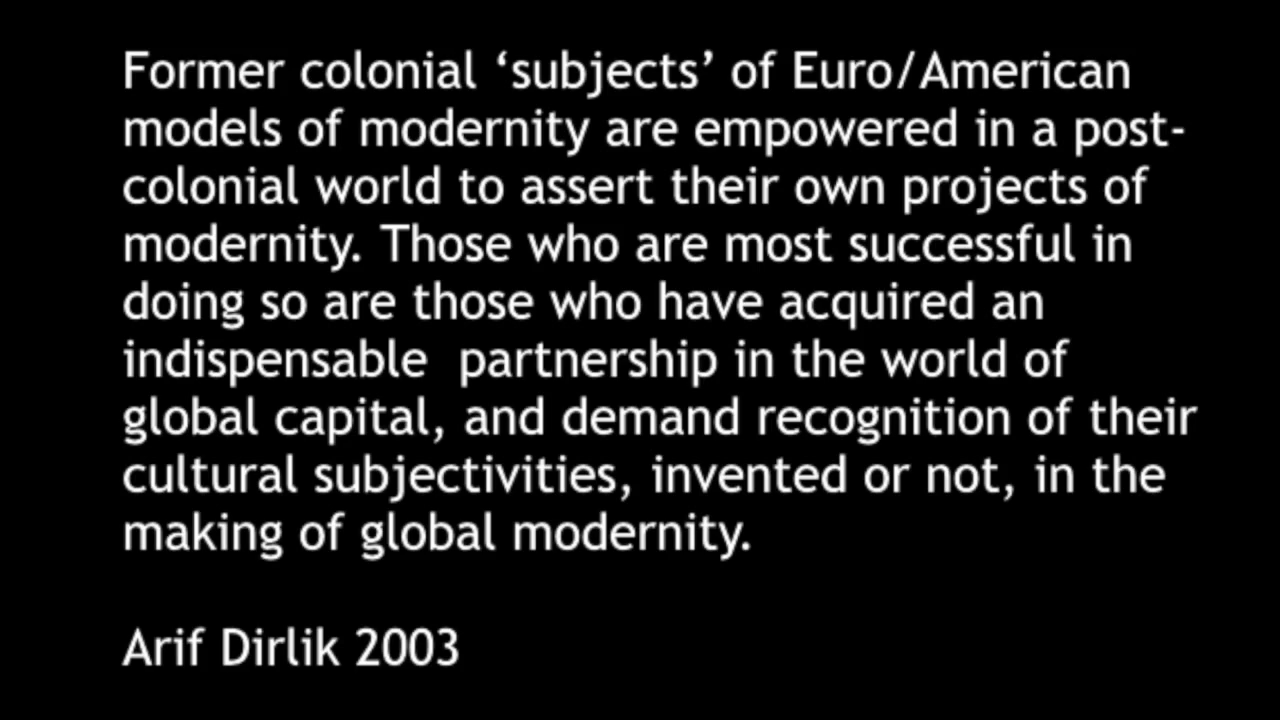 Former colonial ‘subjects’ of Euro/American
models of modernity are empowered in a post-
colonial world to assert their own projects of
modernity. Those who are most successful in
doing so are those who have acquired an
indispensable  partnership in the world of
global capital, and demand recognition of their
cultural subjectivities, invented or not, in the
making of global modernity.
Arif Dirlik 2003